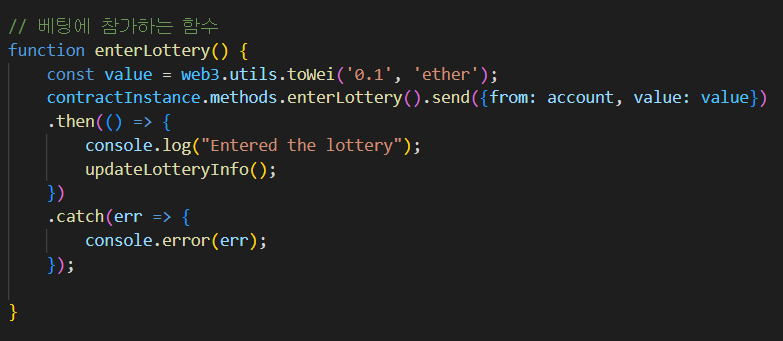 // 베팅에 참가하는 함수
function enterLottery() {
    const value = web3.utils.toWei('0.1', 'ether');
    contractInstance.methods.enterLottery().send({from: account, value: value})
    .then(() => {
        console.log("Entered the lottery");
        updateLotteryInfo();
    })
    .catch(err => {
        console.error(err);
    });
}